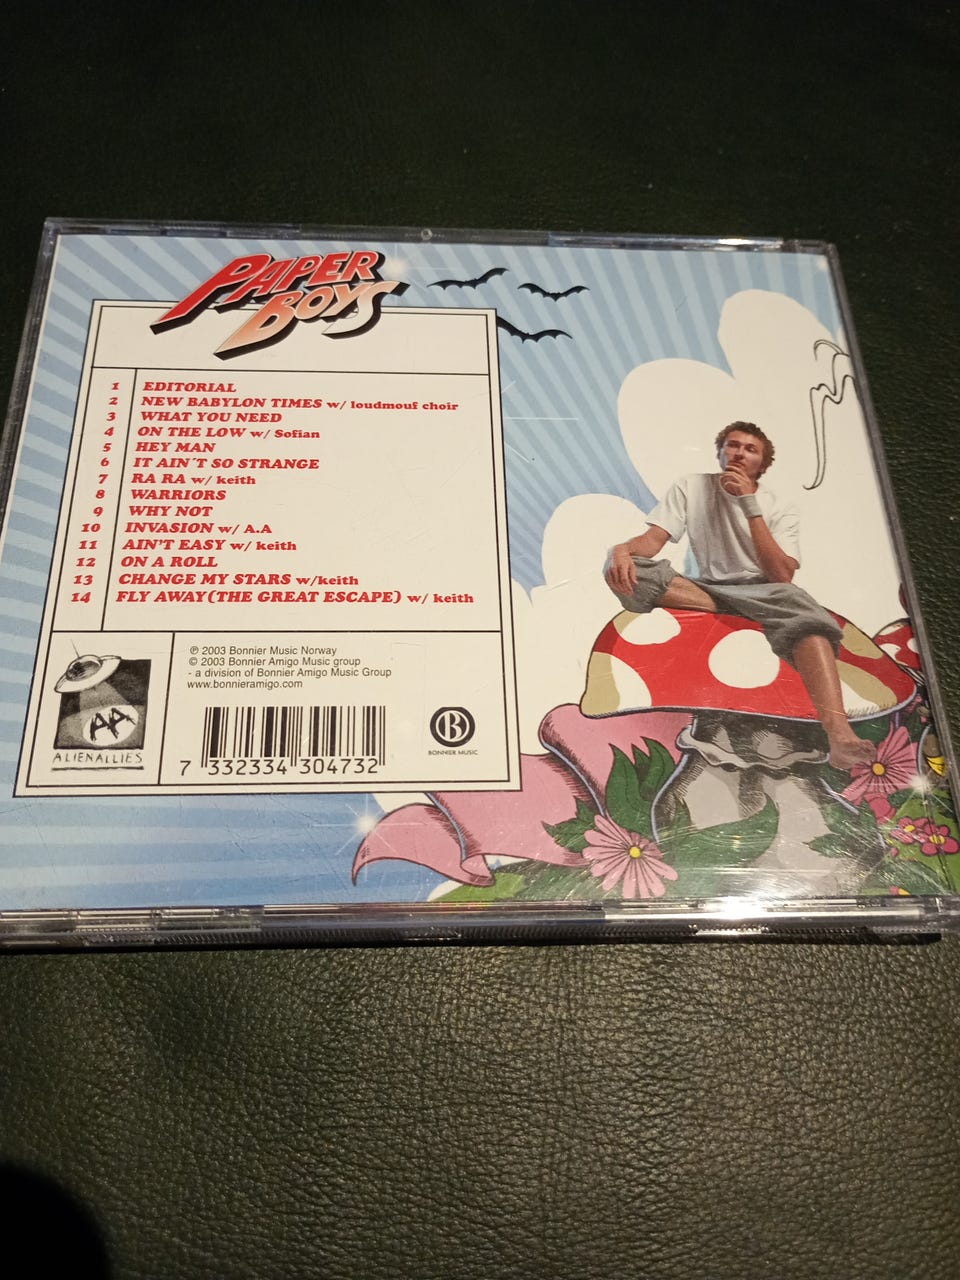 PAPER
BOYS
1 EDITORIAL
2 NEW BABYLON TIMES w/ loudmouf choir
3 WHAT YOU NEED
4 ON THE LOW w/ Sofian
5 HEY MAN
6 IT AIN´T SO STRANGE
7 RA RA w/ keith
8 WARRIORS
9 WHY NOT
10 INVASION w/ A.A
11 AIN'T EASY w/ keith
12 ON A ROLL
13 CHANGE MY STARS w/keith
14 FLY AWAY(THE GREAT ESCAPE) w/ keith
℗ 2003 Bonnier Music Norway
© 2003 Bonnier Amigo Music group
- a division of Bonnier Amigo Music Group
www.bonnieramigo.com
AA
ALIENALLIES
7 332334 304732
B
BONNIER MUSIC